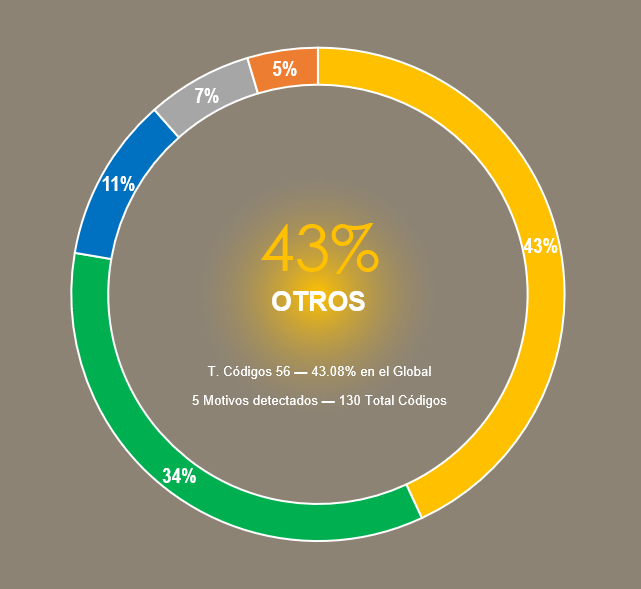 5%
7%
11%
43%
43%
OTROS
T. Códigos 56 — 43.08% en el Global
5 Motivos detectados — 130 Total Códigos
34%